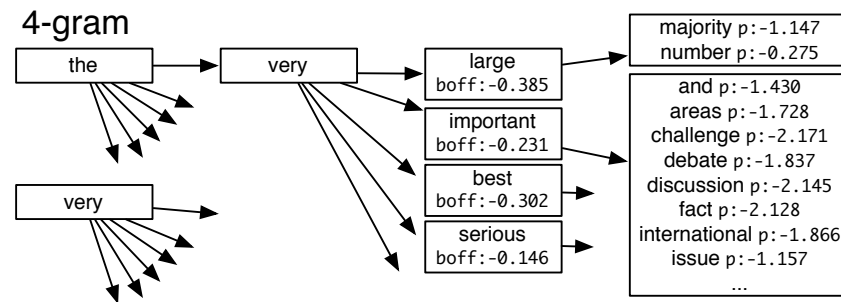 4-gram
the
very
very
large
boff:-0.385
important
boff:-0.231
best
boff:-0.302
serious
boff:-0.146
majority p:-1.147
number p:-0.275
and p:-1.430
areas p:-1.728
challenge p:-2.171
debate p:-1.837
discussion p:-2.145
fact p:-2.128
international p:-1.866
issue p:-1.157
...